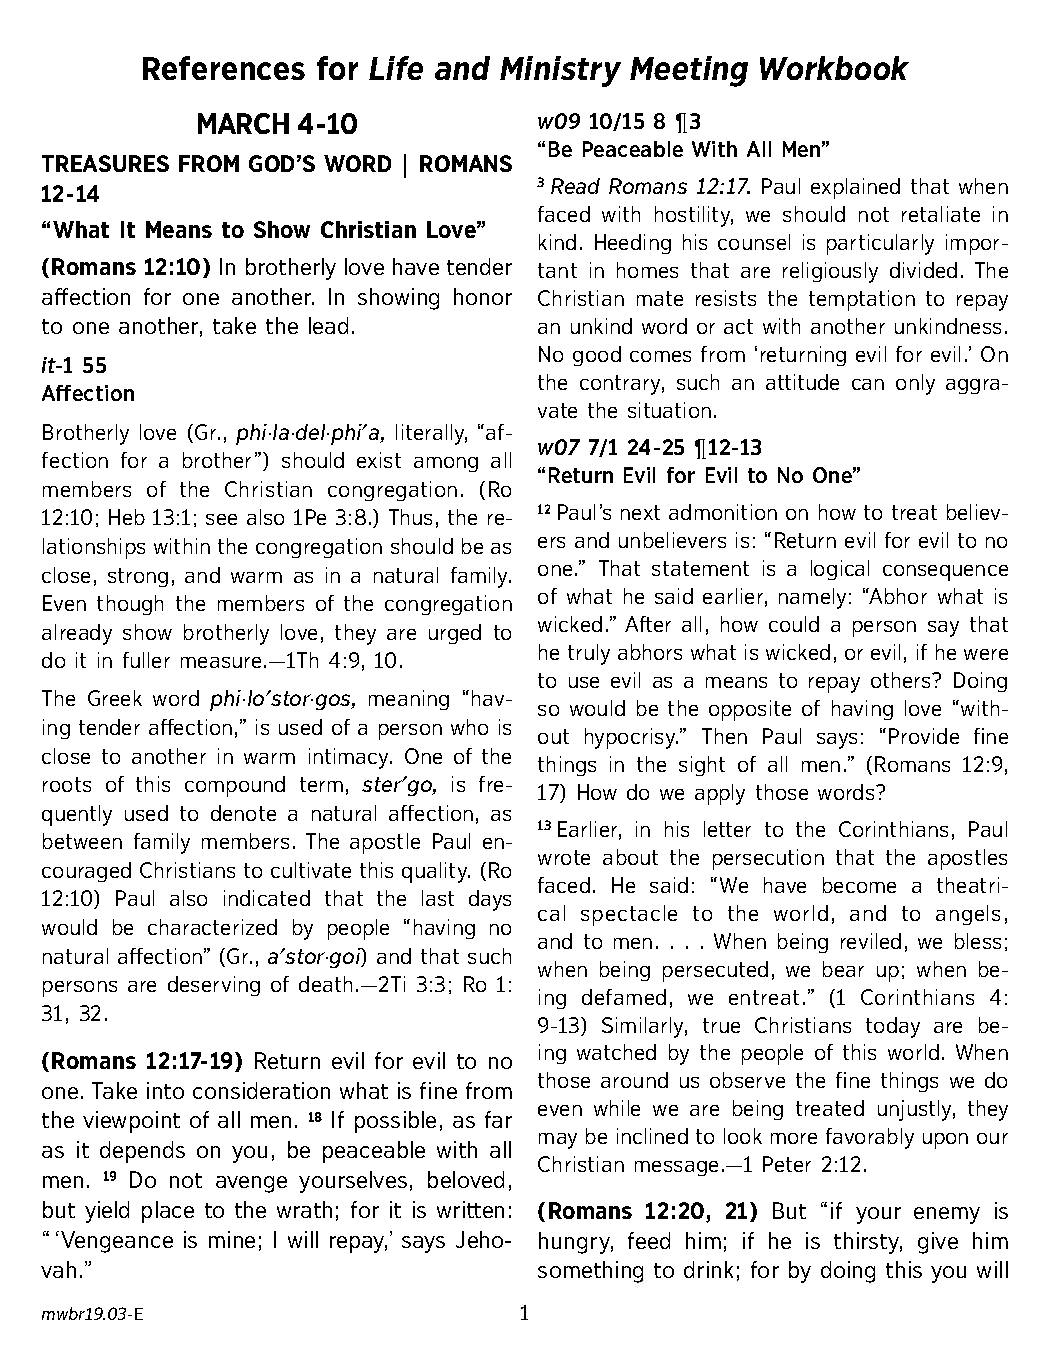 References for Life and Ministry Meeting Workbook
MARCH 4-10
TREASURES FROM GOD’S WORD | ROMANS
12-14
“What It Means to Show Christian Love”
(Romans 12:10) In brotherly love have tender
affection for one another. In showing honor
to one another, take the lead.
it-1 55
Affection
Brotherly love (Gr., phi·la·del·phiʹa, literally, “af-
fection for a brother”) should exist among all
members of the Christian congregation. (Ro
12:10; Heb 13:1; see also 1Pe 3:8.) Thus, the re-
lationships within the congregation should be as
close, strong, and warm as in a natural family.
Even though the members of the congregation
already show brotherly love, they are urged to
do it in fuller measure.—1Th 4:9, 10.
The Greek word phi·loʹstor·gos, meaning “hav-
ing tender affection,” is used of a person who is
close to another in warm intimacy. One of the
roots of this compound term, sterʹgo, is fre-
quently used to denote a natural affection, as
between family members. The apostle Paul en-
couraged Christians to cultivate this quality. (Ro
12:10) Paul also indicated that the last days
would be characterized by people “having no
natural affection” (Gr., aʹstor·goi) and that such
persons are deserving of death.—2Ti 3:3; Ro 1:
31, 32.
(Romans 12:17-19) Return evil for evil to no
one. Take into consideration what is fine from
the viewpoint of all men. 18 If possible, as far
as it depends on you, be peaceable with all
men. 19 Do not avenge yourselves, beloved,
but yield place to the wrath; for it is written:
“ ‘Vengeance is mine; I will repay,’ says Jeho-
vah.”
w09 10/15 8 ¶3
“Be Peaceable With All Men”
3 Read Romans 12:17. Paul explained that when
faced with hostility, we should not retaliate in
kind. Heeding his counsel is particularly impor-
tant in homes that are religiously divided. The
Christian mate resists the temptation to repay
an unkind word or act with another unkindness.
No good comes from ‘returning evil for evil.’ On
the contrary, such an attitude can only aggra-
vate the situation.
w07 7/1 24-25 ¶12-13
“Return Evil for Evil to No One”
12 Paul’s next admonition on how to treat believ-
ers and unbelievers is: “Return evil for evil to no
one.” That statement is a logical consequence
of what he said earlier, namely: “Abhor what is
wicked.” After all, how could a person say that
he truly abhors what is wicked, or evil, if he were
to use evil as a means to repay others? Doing
so would be the opposite of having love “with-
out hypocrisy.” Then Paul says: “Provide fine
things in the sight of all men.” (Romans 12:9,
17) How do we apply those words?
13 Earlier, in his letter to the Corinthians, Paul
wrote about the persecution that the apostles
faced. He said: “We have become a theatri-
cal spectacle to the world, and to angels,
and to men. . . . When being reviled, we bless;
when being persecuted, we bear up; when be-
ing defamed, we entreat.” (1 Corinthians 4:
9-13) Similarly, true Christians today are be-
ing watched by the people of this world. When
those around us observe the fine things we do
even while we are being treated unjustly, they
may be inclined to look more favorably upon our
Christian message.—1 Peter 2:12.
(Romans 12:20, 21) But “if your enemy is
hungry, feed him; if he is thirsty, give him
something to drink; for by doing this you will
mwbr19.03-E
1